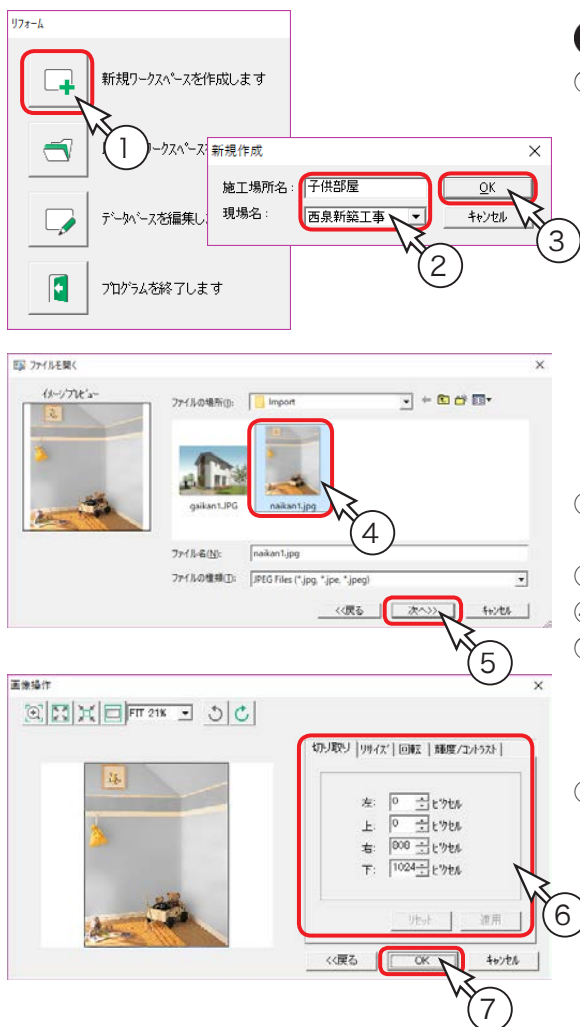 リフォーム
新規ワークスペースを作成します
1
ークスペース
データベースを編集し
プログラムを終了します
新規作成
施工場所名： 子供部屋
現場名： 西泉新築工事
OK
キャンセル
2
3
ファイルを開く
イメージプレビュー
ファイルの場所(I): Import
gaikan1.JPG
naikan1.jpg
4
ファイル名(N): naikan1.jpg
ファイルの種類(T): JPEG Files (*.jpg, *.jpe, *.jpeg)
<<戻る 次へ>> キャンセル
5
画像操作
FIT 21%
切り取り リサイズ 回転 輝度/コントラスト
左: 0 ピクセル
上: 0 ピクセル
右: 808 ピクセル
下: 1024 ピクセル
リセット 適用
6
<<戻る OK キャンセル
7